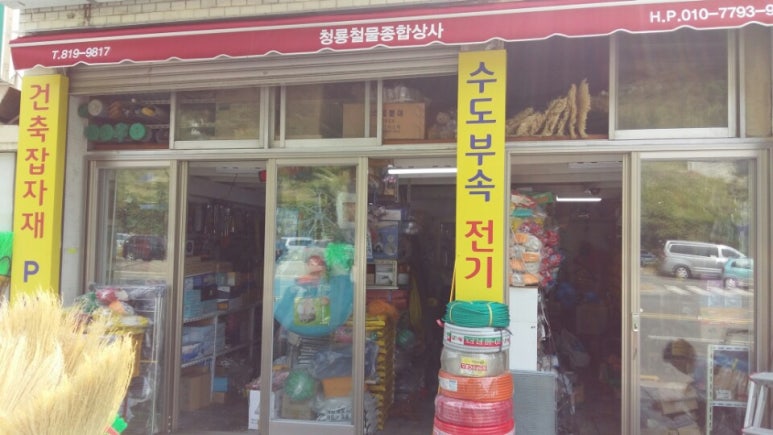 청룡철물종합상사
T.819-9817
H.P.010-7793-9
건축잡자재 P
수도부속 전기